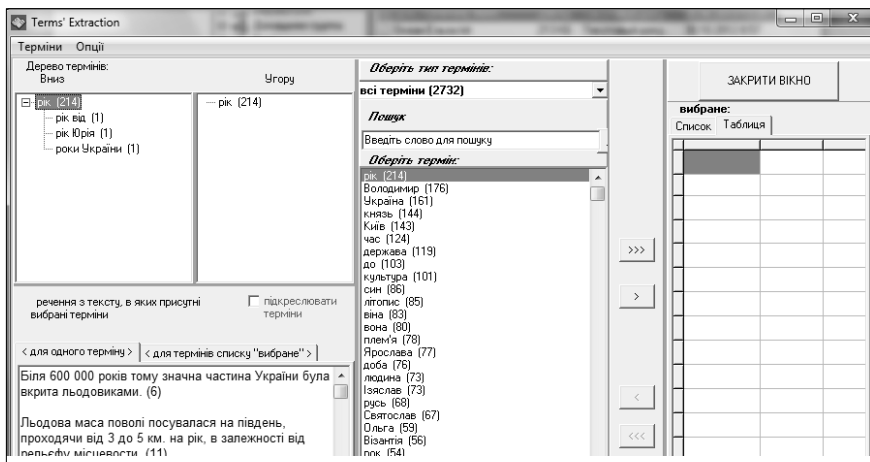 Terms' Extraction
Терміни Опції
Дерево термінів:
Вниз
Угору
рік (214)
рік від (1)
рік Юрія (1)
роки України (1)
рік (214)
речення з тексту, в яких присутні
вибрані терміни
підкреслювати
терміни
< для одного терміну >
< для термінів списку "вибране" >
Біля 600 000 років тому значна частина України була
вкрита льодовиками. (6)
Льодова маса поволі посувалася на південь,
проходячи від 3 до 5 км. на рік, в залежності від
рельєфу місцевости. (11)
Оберіть тип термінів:
всі терміни (2732)
Пошук
Введіть слово для пошуку
Оберіть термін:
рік (214)
Володимир (176)
Україна (161)
князь (144)
Київ (143)
час (124)
держава (119)
до (103)
культура (101)
син (86)
літопис (85)
віна (83)
вона (80)
плем'я (78)
Ярослава (77)
доба (76)
людина (73)
Ізяслав (73)
русь (68)
Святослав (67)
Ольга (59)
Візантія (56)
рок (54)
>>>
>
<
<<<
ЗАКРИТИ ВІКНО
вибране:
Список Таблиця